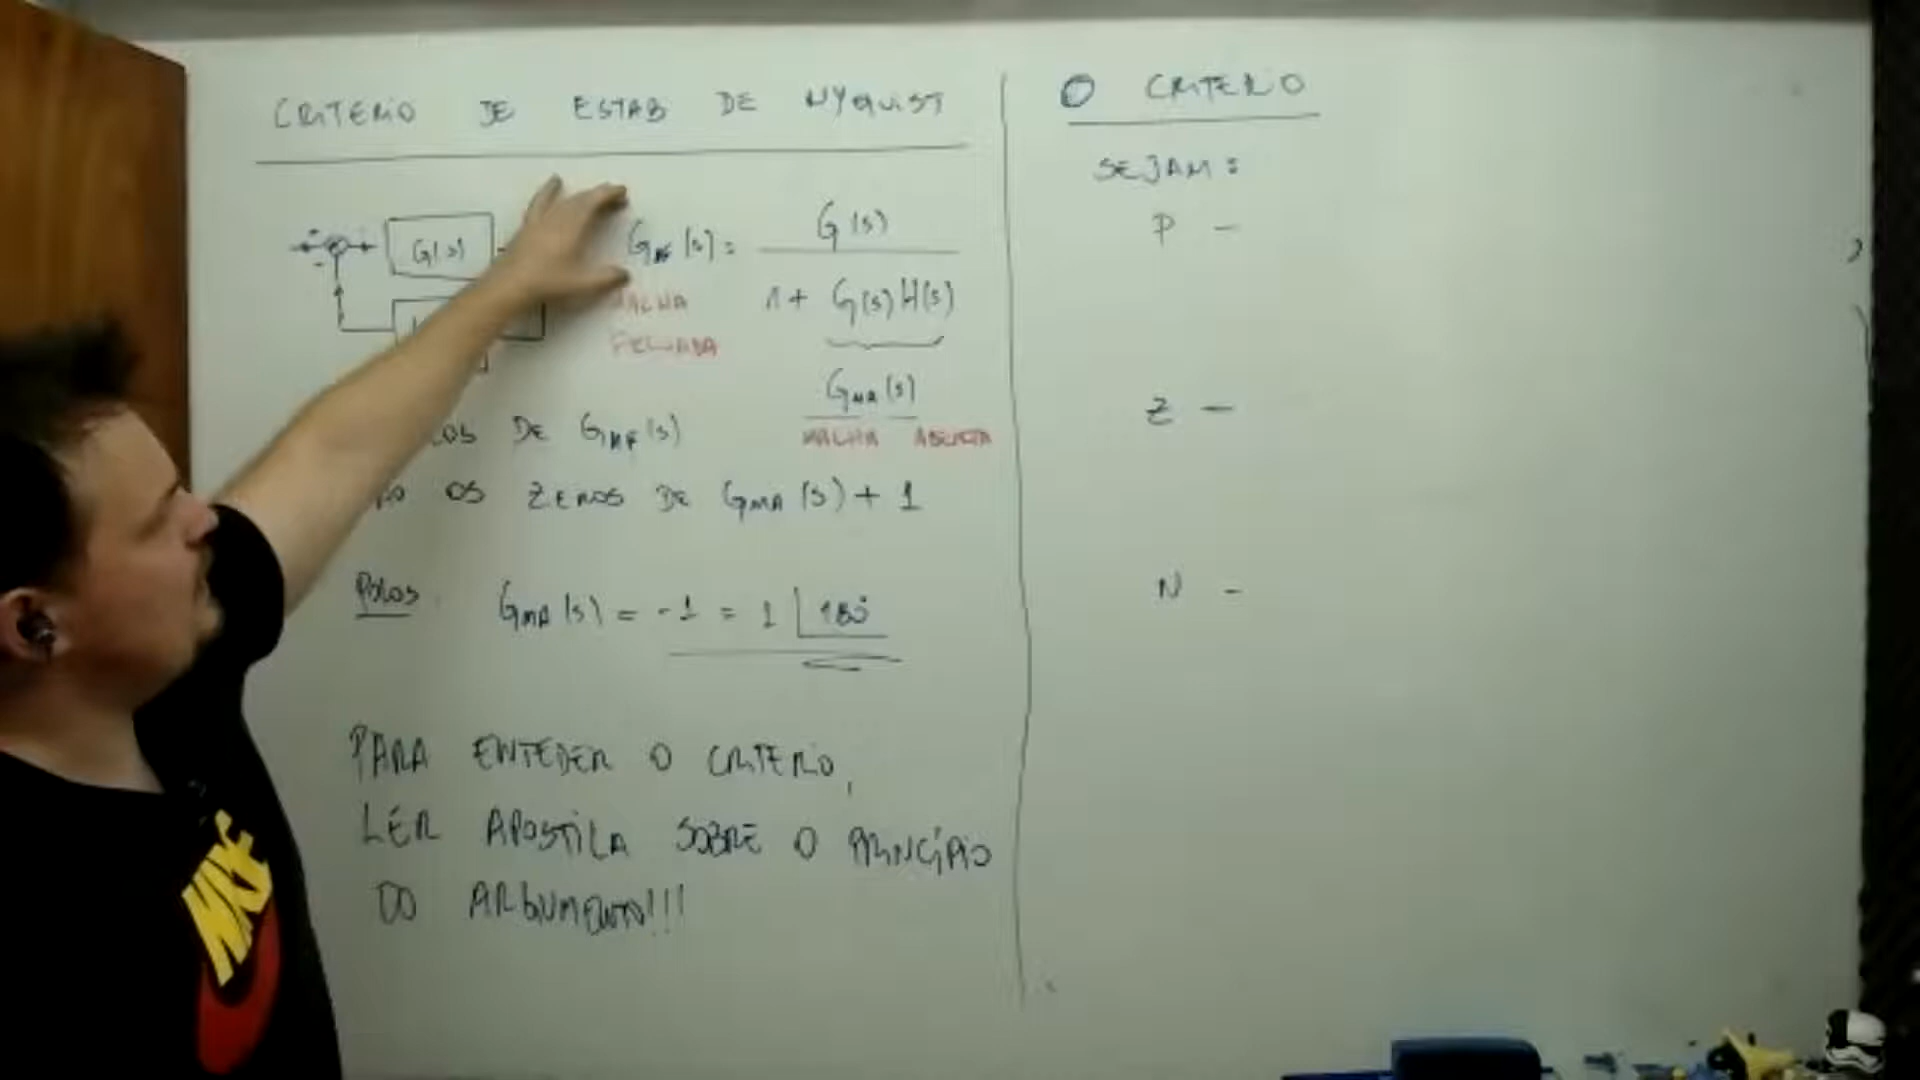 CRITERIO DE ESTAB DE NYQUIST
G(s)
G_MF(s) = G(s) / 1 + G(s)H(s)
MALHA
FECHADA
G_MA(s)
MALHA ABERTA
DE G_MF(s)
OS ZEROS DE G_MA(s) + 1
POLOS
G_MA(s) = -1 = 1 ∠180°
PARA ENTEDER O CRITERIO,
LER APOSTILA SOBRE O PRINCÍPIO
DO ARGUMENTO!!!
O CRITERIO
SEJAM:
P -
Z -
N -
NIKE